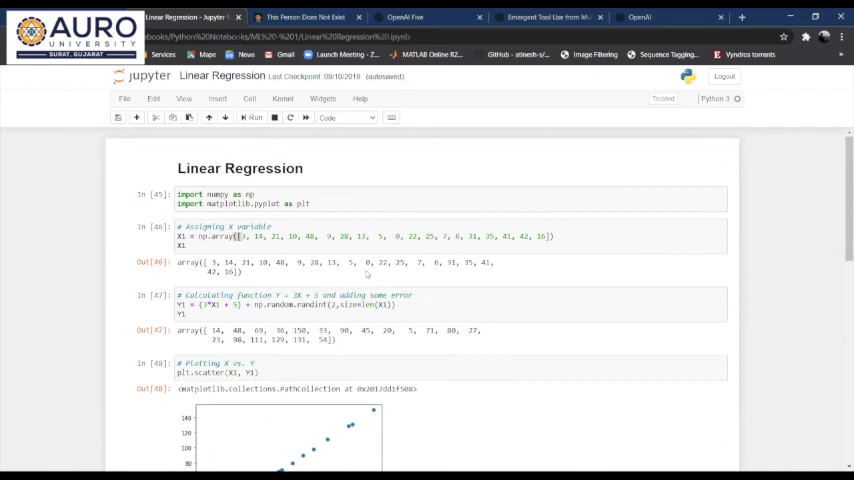 AURO
UNIVERSITY
SURAT, GUJARAT
Linear Regression - Jupyter
This Person Does Not Exist
OpenAI Five
Emergent Tool Use from Mu
OpenAI
ebooks/Python Notebooks/ML
/Linear%20Regression%20.ipynb
Services
Maps
News
Gmail
Launch Meeting - Z...
MATLAB Online R2...
GitHub - atinesh-s/...
Image Filtering
Sequence Tagging...
Vyndros torrents
jupyter
Linear Regression
Last Checkpoint: 09/10/2019
(autosaved)
Logout
File
Edit
View
Insert
Cell
Kernel
Widgets
Help
Trusted
Python 3
Run
Code
Linear Regression
In [45]
import numpy as np
import matplotlib.pyplot as plt
In [46]
# Assigning X variable
X1 = np.array([3, 14, 21, 10, 48, 9, 28, 13, 5, 0, 22, 25, 7, 6, 31, 35, 41, 42, 16])
X1
Out[46]
array([ 3, 14, 21, 10, 48, 9, 28, 13, 5, 0, 22, 25, 7, 6, 31, 35, 41,
42, 16])
In [47]
# Calculating function Y = 3X + 5 and adding some error
Y1 = (3*X1 + 5) + np.random.randint(2,size=len(X1))
Y1
Out[47]
array([ 14, 48, 69, 36, 150, 33, 90, 45, 20, 5, 71, 80, 27,
23, 98, 111, 129, 131, 54])
In [48]
# Plotting X vs. Y
plt.scatter(X1, Y1)
Out[48]
<matplotlib.collections.PathCollection at 0x2017dd1f508>
140
120
100
80